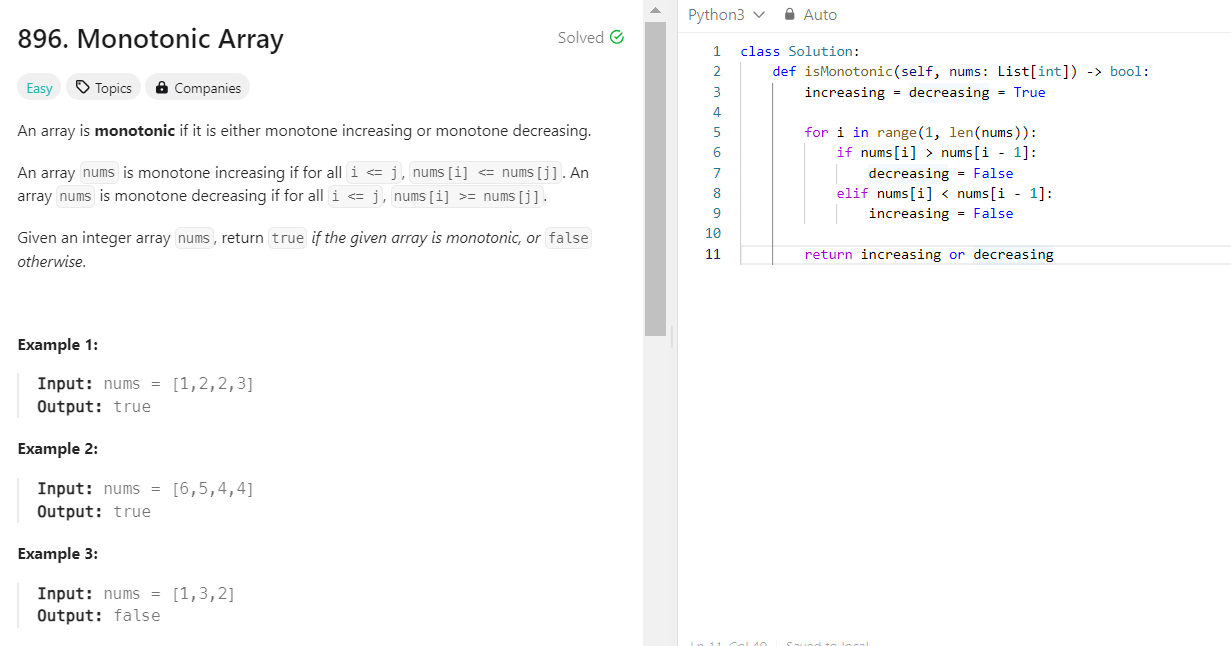 896. Monotonic Array
Solved
Easy
Topics
Companies
An array is monotonic if it is either monotone increasing or monotone decreasing.
An array nums is monotone increasing if for all i <= j, nums[i] <= nums[j]. An
array nums is monotone decreasing if for all i <= j, nums[i] >= nums[j].
Given an integer array nums, return true if the given array is monotonic, or false
otherwise.
Example 1:
Input: nums = [1,2,2,3]
Output: true
Example 2:
Input: nums = [6,5,4,4]
Output: true
Example 3:
Input: nums = [1,3,2]
Output: false
Python3
Auto
1 class Solution:
2 def isMonotonic(self, nums: List[int]) -> bool:
3 increasing = decreasing = True
4
5 for i in range(1, len(nums)):
6 if nums[i] > nums[i - 1]:
7 decreasing = False
8 elif nums[i] < nums[i - 1]:
9 increasing = False
10
11 return increasing or decreasing